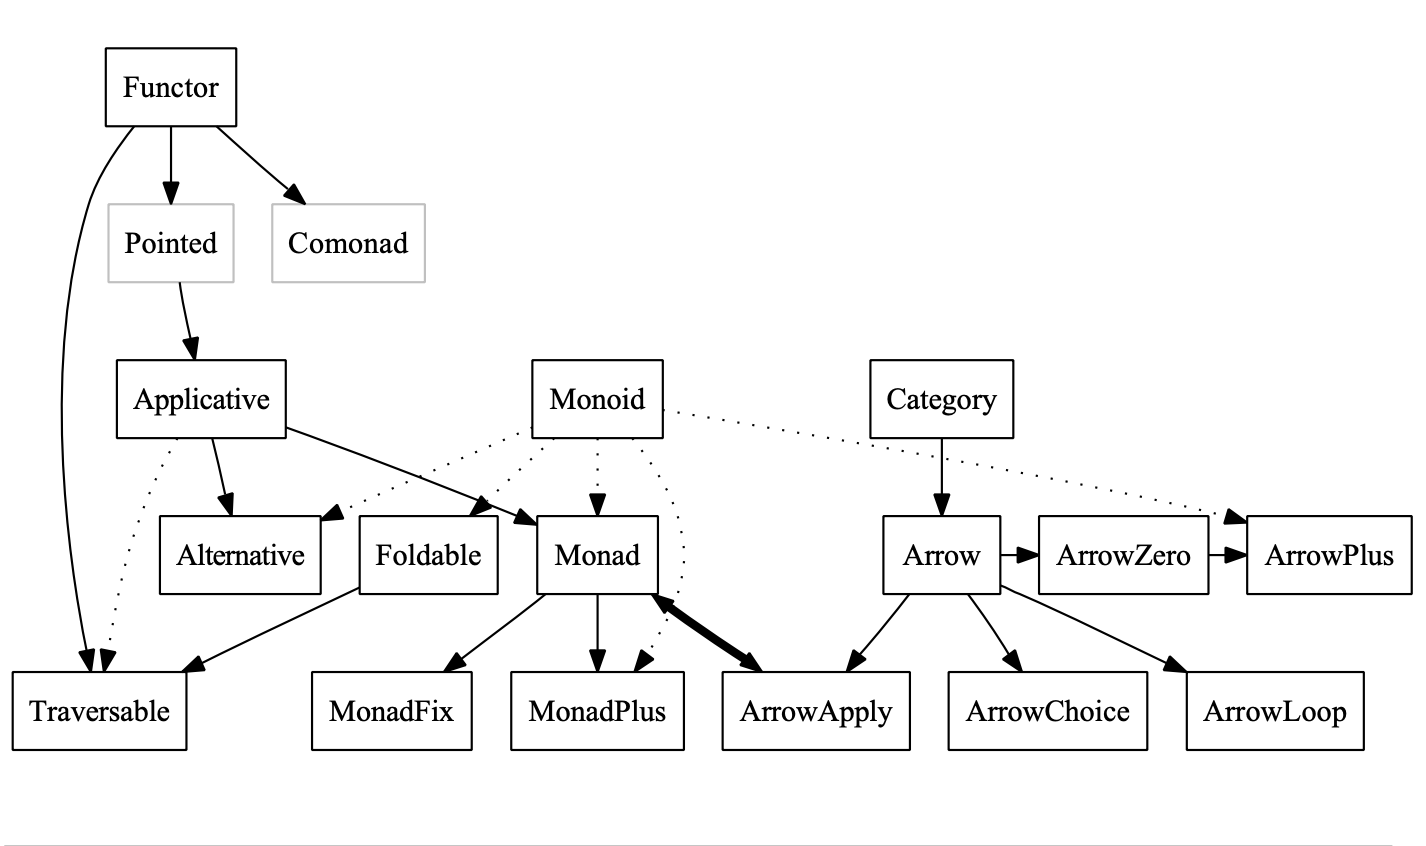 Functor
Pointed
Comonad
Applicative
Monoid
Category
Alternative
Foldable
Monad
Arrow
ArrowZero
ArrowPlus
Traversable
MonadFix
MonadPlus
ArrowApply
ArrowChoice
ArrowLoop